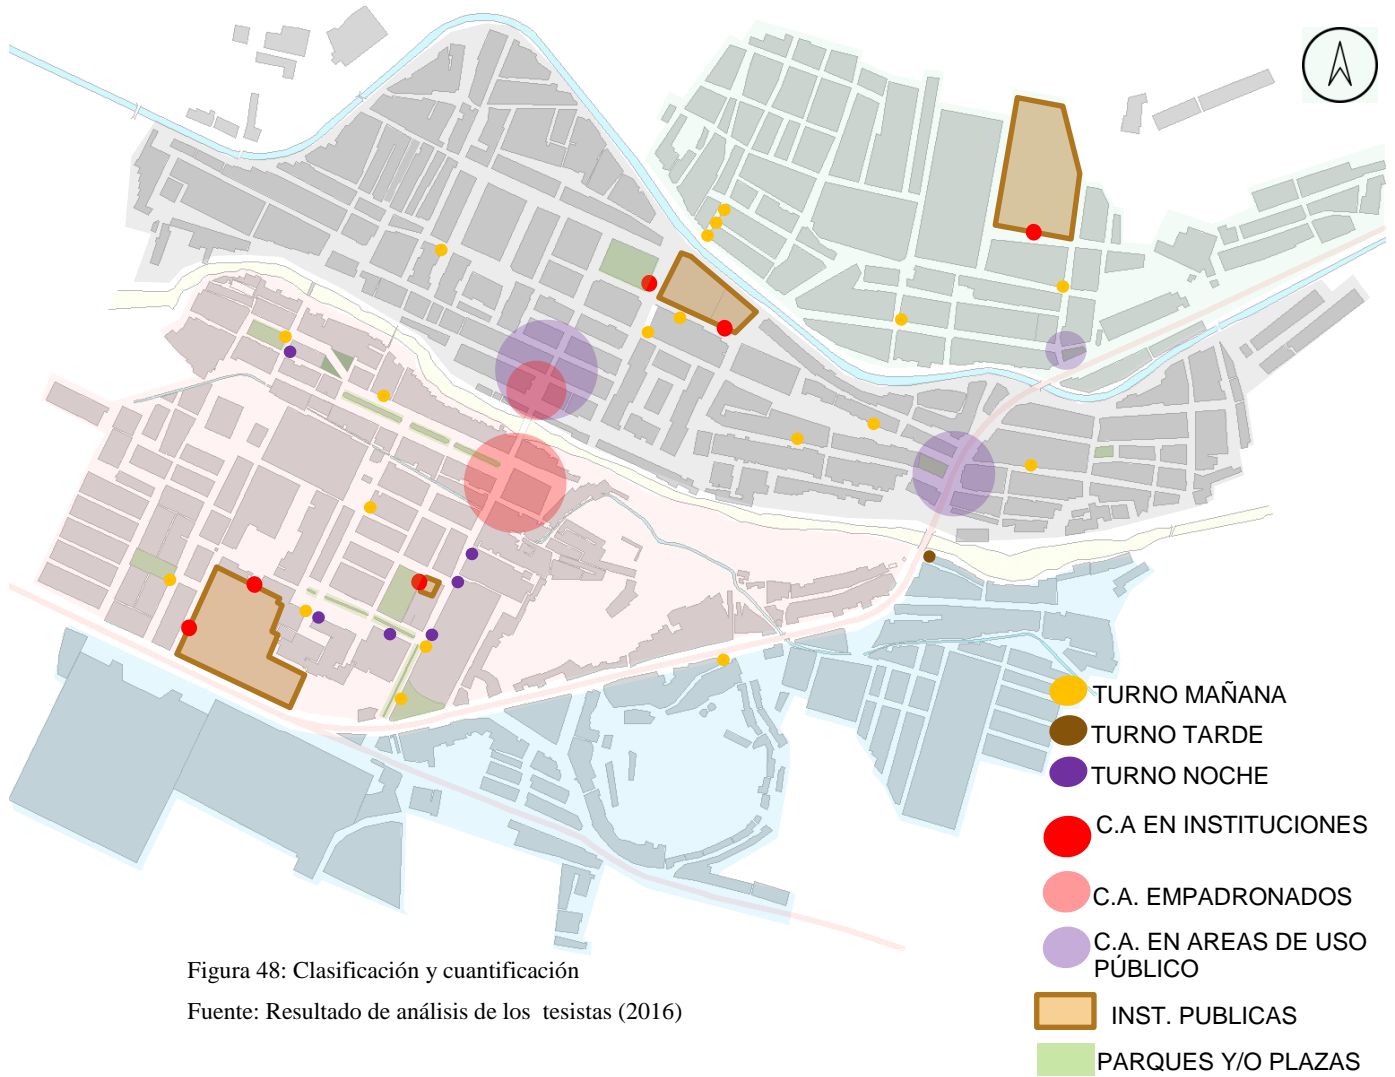 TURNO MAÑANA
TURNO TARDE
TURNO NOCHE
C.A EN INSTITUCIONES
C.A. EMPADRONADOS
C.A. EN AREAS DE USO
PÚBLICO
INST. PUBLICAS
PARQUES Y/O PLAZAS
Figura 48: Clasificación y cuantificación
Fuente: Resultado de análisis de los tesistas (2016)